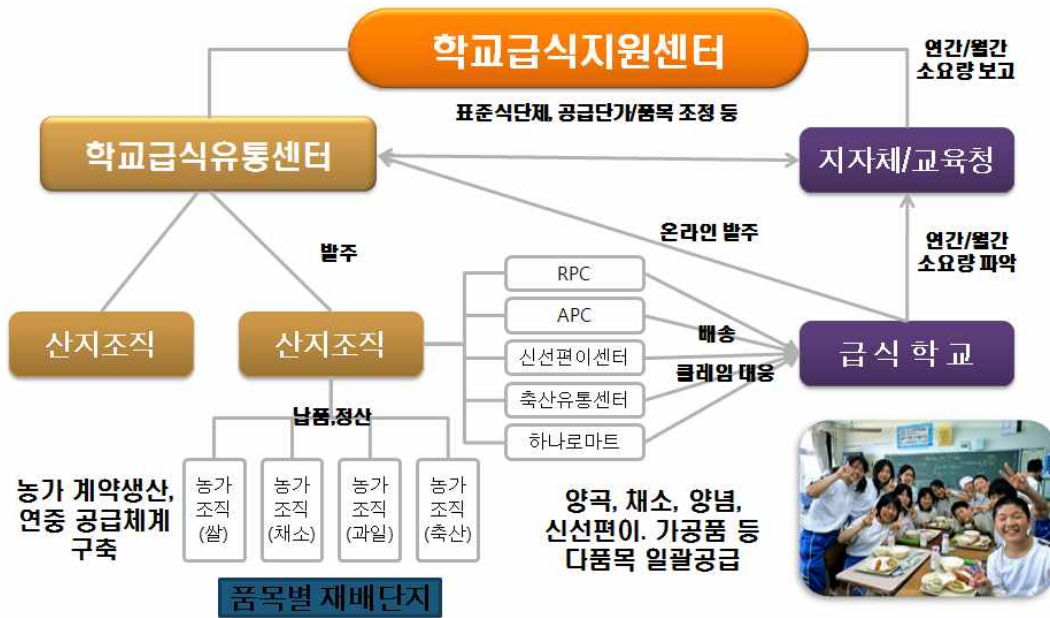 학교급식지원센터
연간/월간
소요량 보고
표준식단제, 공급단가/품목 조정 등
학교급식유통센터
지자체/교육청
온라인 발주
연간/월간
소요량 파악
발주
RPC
APC
신선편이센터
축산유통센터
하나로마트
배송
클레임 대응
산지조직
산지조직
급식학교
납품,정산
농가
조직
(쌀)
농가
조직
(채소)
농가
조직
(과일)
농가
조직
(축산)
농가 계약생산,
연중 공급체계
구축
양곡, 채소, 양념,
신선편이. 가공품 등
다품목 일괄공급
품목별 재배단지